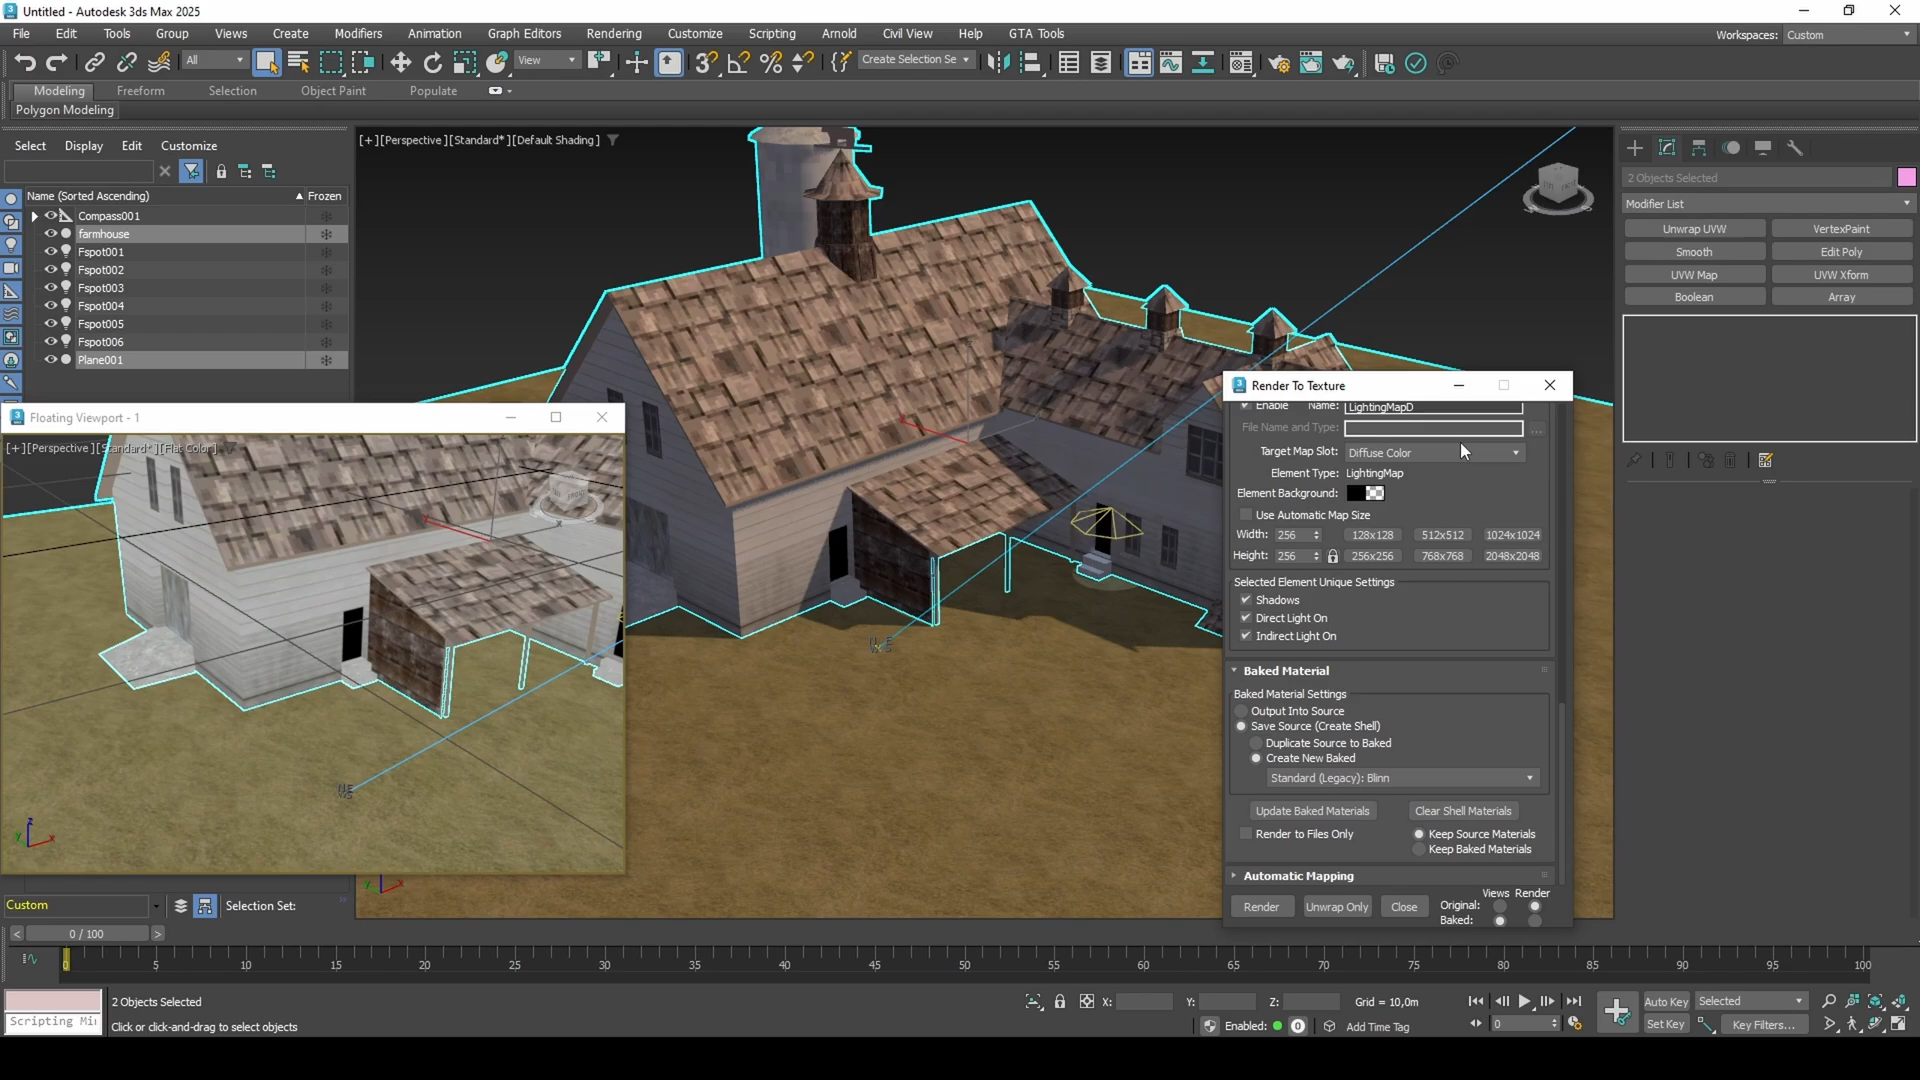 Untitled - Autodesk 3ds Max 2025
File Edit Tools Group Views Create Modifiers Animation Graph Editors Rendering Customize Scripting Arnold Civil View Help GTA Tools
Workspaces: Custom
All View Create Selection Se
Modeling Freeform Selection Object Paint Populate
Polygon Modeling
Select Display Edit Customize
Name (Sorted Ascending) Frozen
Compass001
farmhouse
Fspot001
Fspot002
Fspot003
Fspot004
Fspot005
Fspot006
Plane001
[+][Perspective][Standard*][Default Shading]
2 Objects Selected
Modifier List
Unwrap UVW VertexPaint
Smooth Edit Poly
UVW Map UVW Xform
Boolean Array
Floating Viewport - 1
[+][Perspective][Standard*][Flat Color]
Render To Texture
Enable Name: LightingMapD
File Name and Type: ...
Target Map Slot: Diffuse Color
Element Type: LightingMap
Element Background:
Use Automatic Map Size
Width: 256 128x128 512x512 1024x1024
Height: 256 256x256 768x768 2048x2048
Selected Element Unique Settings
Shadows
Direct Light On
Indirect Light On
Baked Material
Baked Material Settings
Output Into Source
Save Source (Create Shell)
Duplicate Source to Baked
Create New Baked
Standard (Legacy): Blinn
Update Baked Materials Clear Shell Materials
Render to Files Only Keep Source Materials
Keep Baked Materials
Automatic Mapping
Views Render
Render Unwrap Only Close Original:
Baked:
Custom Selection Set:
< 0 / 100 >
0 5 10 15 20 25 30 35 40 45 50 55 60 65 70 75 80 85 90 95 100
2 Objects Selected X: Y: Z: Grid = 10,0m Auto Key Selected
Scripting Mi Click or click-and-drag to select objects Enabled: 0 Add Time Tag 0 Set Key Key Filters...